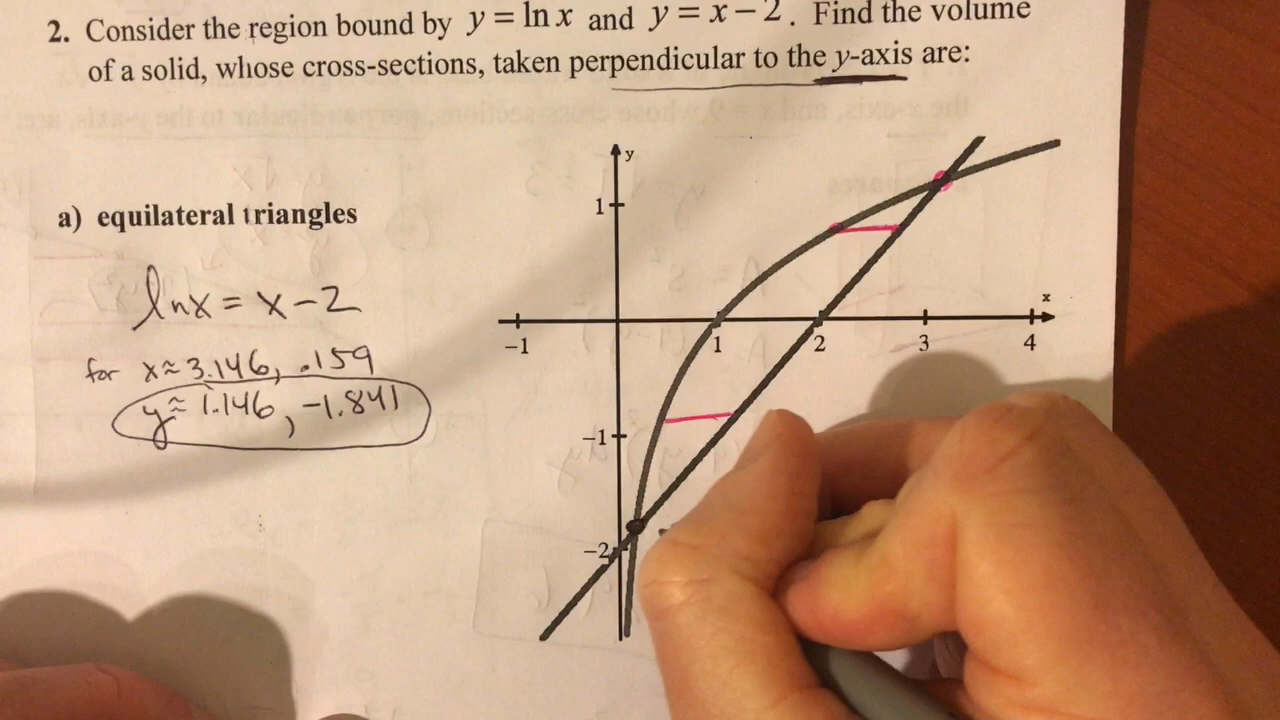 2. Consider the region bound by y = ln x and y = x − 2. Find the volume
of a solid, whose cross-sections, taken perpendicular to the y-axis are:
a) equilateral triangles
lnx = x−2
for x≈3.146, .159
y≈ 1.146, −1.841
y
1
x
−1
1
2
3
4
−1
−2